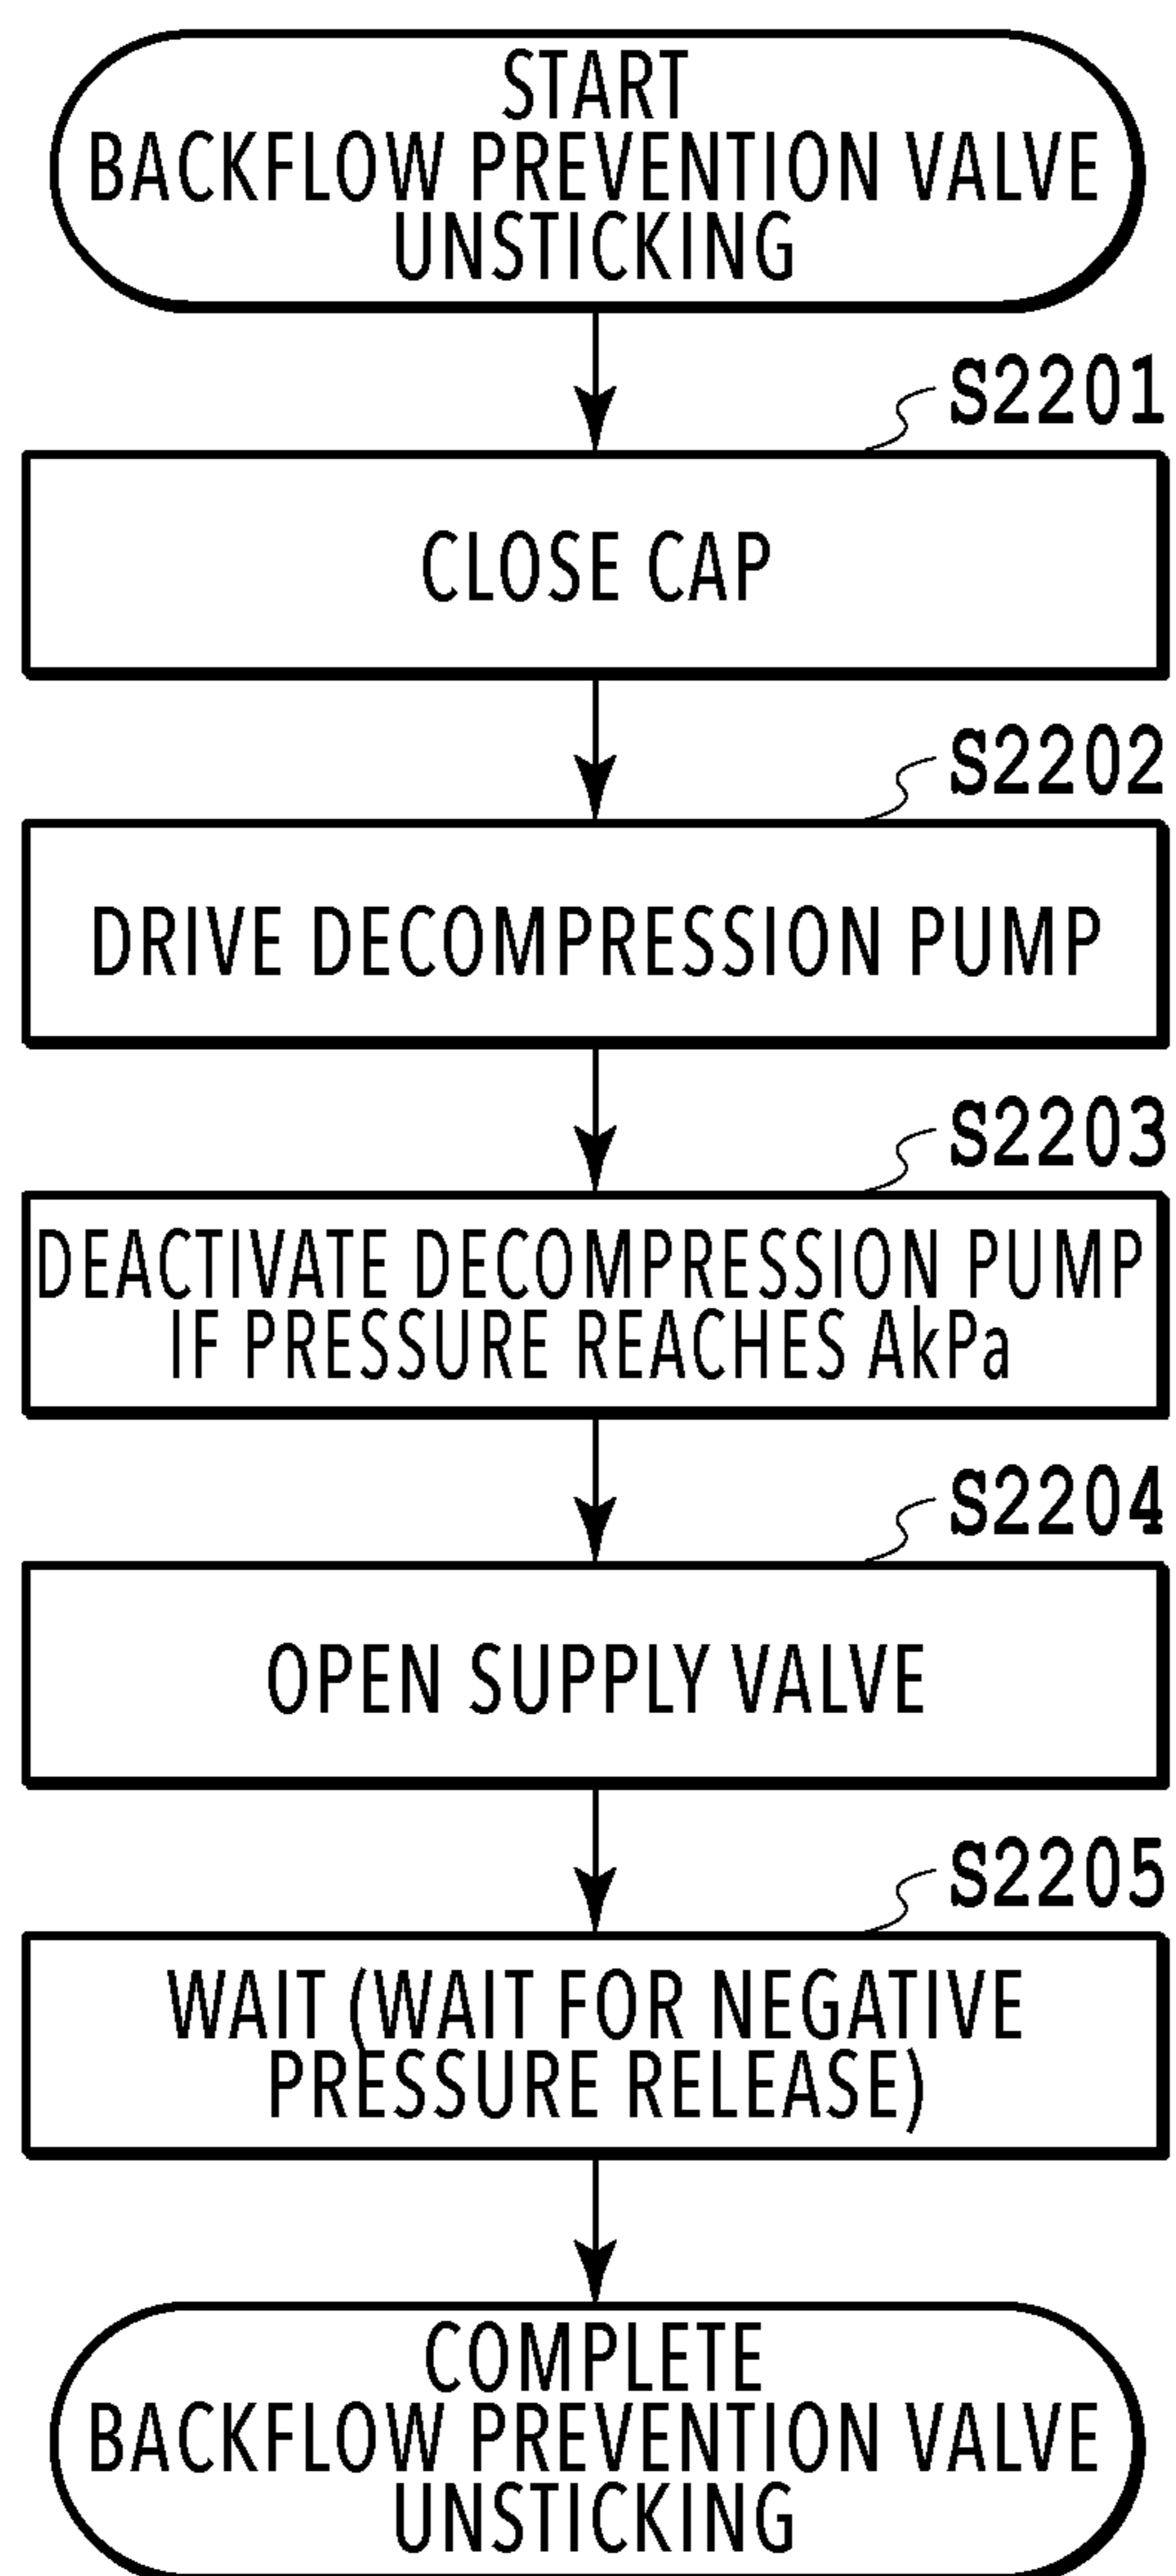 START
BACKFLOW PREVENTION VALVE
UNSTICKING
S2201
CLOSE CAP
S2202
DRIVE DECOMPRESSION PUMP
S2203
DEACTIVATE DECOMPRESSION PUMP
IF PRESSURE REACHES AkPa
S2204
OPEN SUPPLY VALVE
S2205
WAIT (WAIT FOR NEGATIVE
PRESSURE RELEASE)
COMPLETE
BACKFLOW PREVENTION VALVE
UNSTICKING